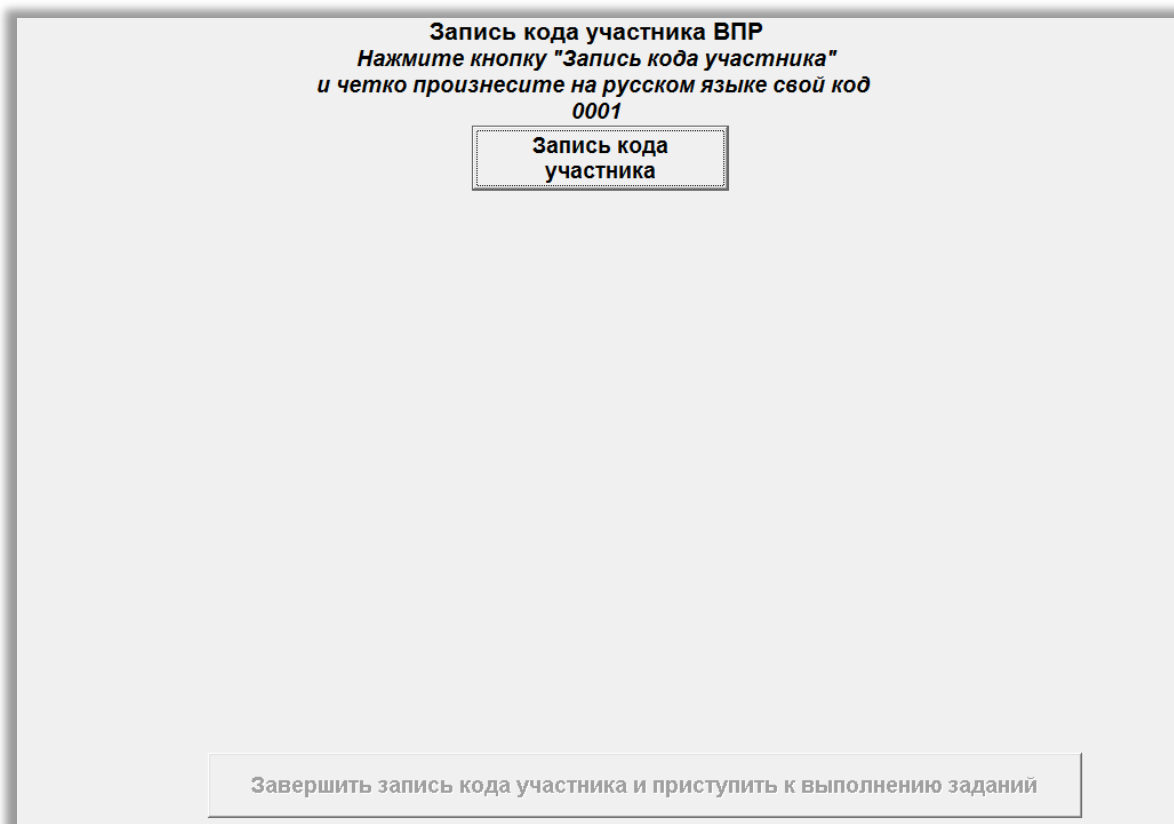 Запись кода участника ВПР
Нажмите кнопку "Запись кода участника"
и четко произнесите на русском языке свой код
0001
Запись кода
участника
Завершить запись кода участника и приступить к выполнению заданий